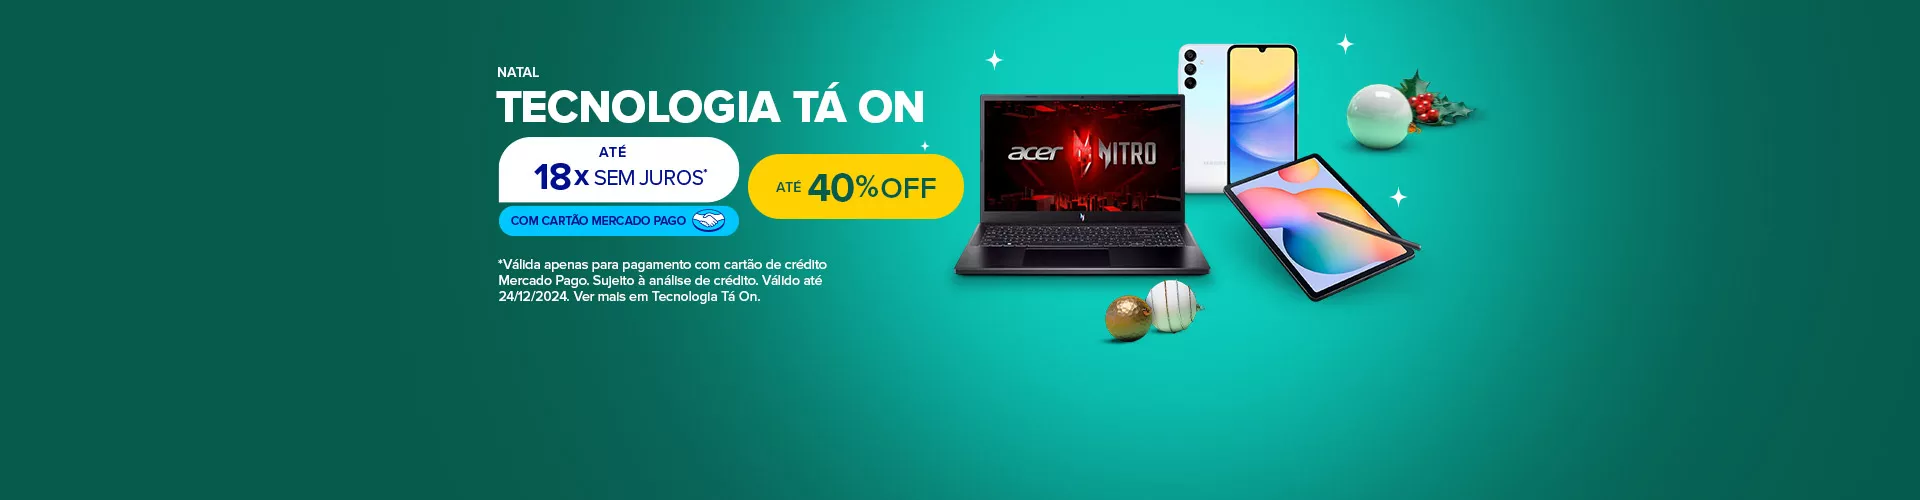 NATAL
TECNOLOGIA TÁ ON
ATÉ
18x SEM JUROS*
COM CARTÃO MERCADO PAGO
ATÉ 40% OFF
*Válida apenas para pagamento com cartão de crédito
Mercado Pago. Sujeito à análise de crédito. Válido até
24/12/2024. Ver mais em Tecnologia Tá On.
acer NITRO
SAMSUNG